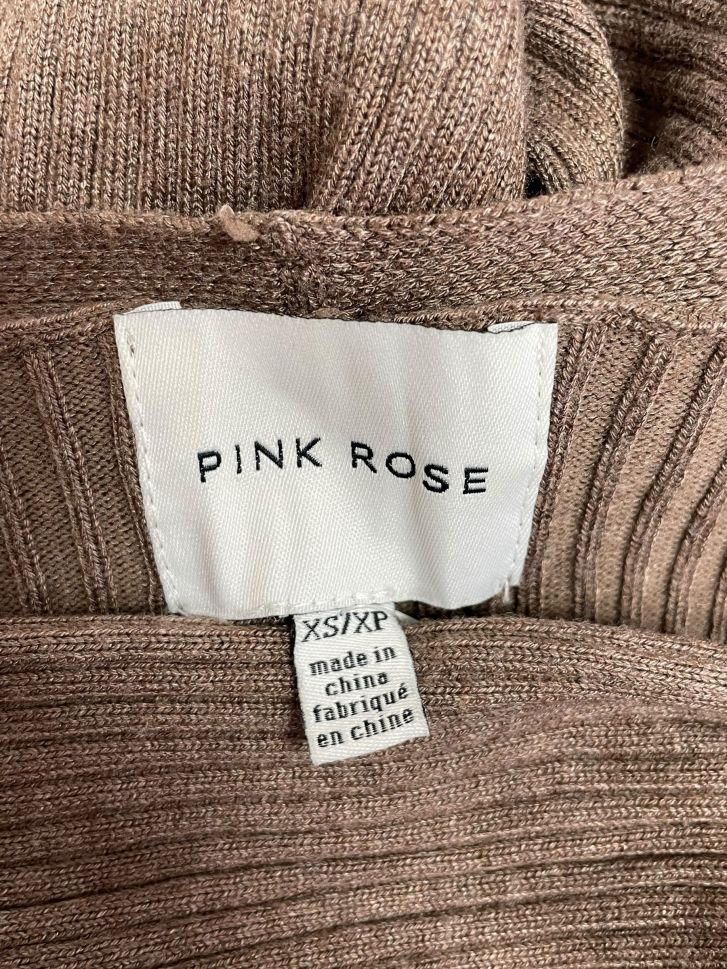 PINK ROSE
XS/XP
made in
china
fabriqué
en chine